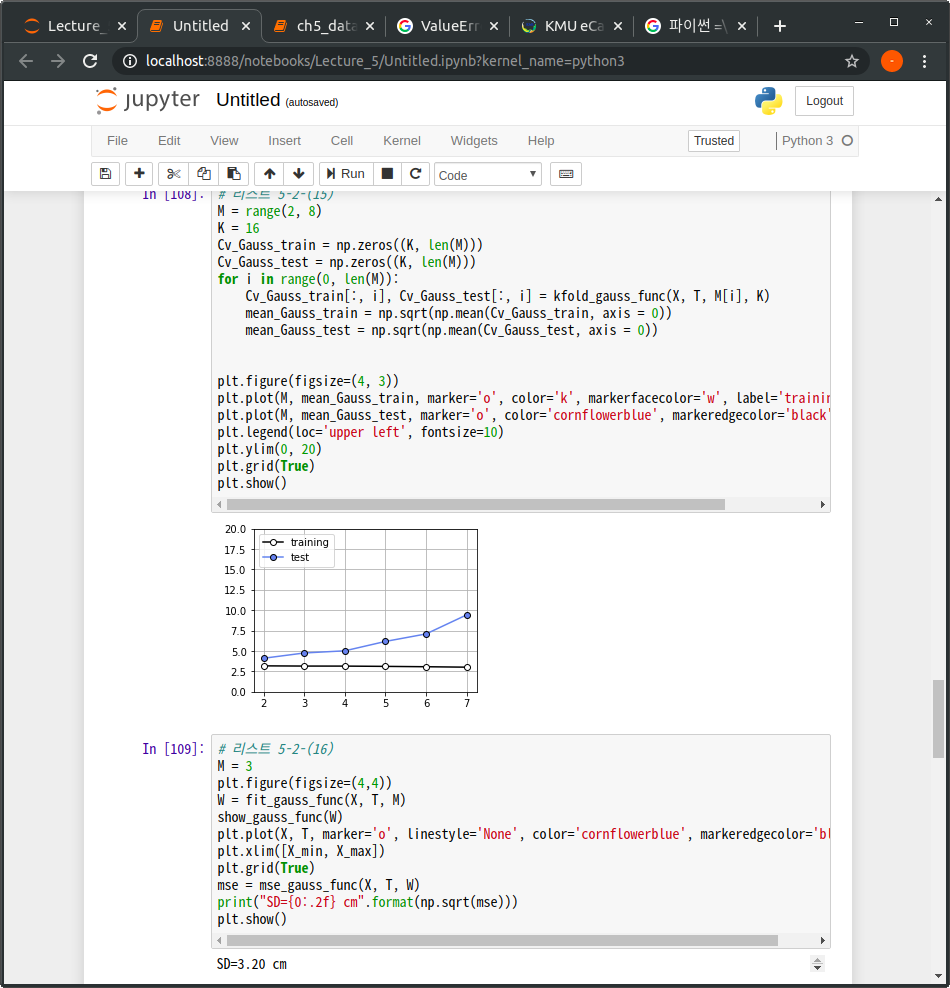 Lecture_
Untitled
ch5_data
ValueErr
KMU eCa
파이썬 =\
localhost:8888/notebooks/Lecture_5/Untitled.ipynb?kernel_name=python3
jupyter Untitled (autosaved)
Logout
File Edit View Insert Cell Kernel Widgets Help
Trusted
Python 3
Run
Code
In [108]:
# 리스트 5-2-(15)
M = range(2, 8)
K = 16
Cv_Gauss_train = np.zeros((K, len(M)))
Cv_Gauss_test = np.zeros((K, len(M)))
for i in range(0, len(M)):
    Cv_Gauss_train[:, i], Cv_Gauss_test[:, i] = kfold_gauss_func(X, T, M[i], K)
    mean_Gauss_train = np.sqrt(np.mean(Cv_Gauss_train, axis = 0))
    mean_Gauss_test = np.sqrt(np.mean(Cv_Gauss_test, axis = 0))
plt.figure(figsize=(4, 3))
plt.plot(M, mean_Gauss_train, marker='o', color='k', markerfacecolor='w', label='trainin
plt.plot(M, mean_Gauss_test, marker='o', color='cornflowerblue', markeredgecolor='black'
plt.legend(loc='upper left', fontsize=10)
plt.ylim(0, 20)
plt.grid(True)
plt.show()
20.0
17.5
15.0
12.5
10.0
7.5
5.0
2.5
0.0
training
test
2 3 4 5 6 7
In [109]:
# 리스트 5-2-(16)
M = 3
plt.figure(figsize=(4,4))
W = fit_gauss_func(X, T, M)
show_gauss_func(W)
plt.plot(X, T, marker='o', linestyle='None', color='cornflowerblue', markeredgecolor='bl
plt.xlim([X_min, X_max])
plt.grid(True)
mse = mse_gauss_func(X, T, W)
print("SD={0:.2f} cm".format(np.sqrt(mse)))
plt.show()
SD=3.20 cm